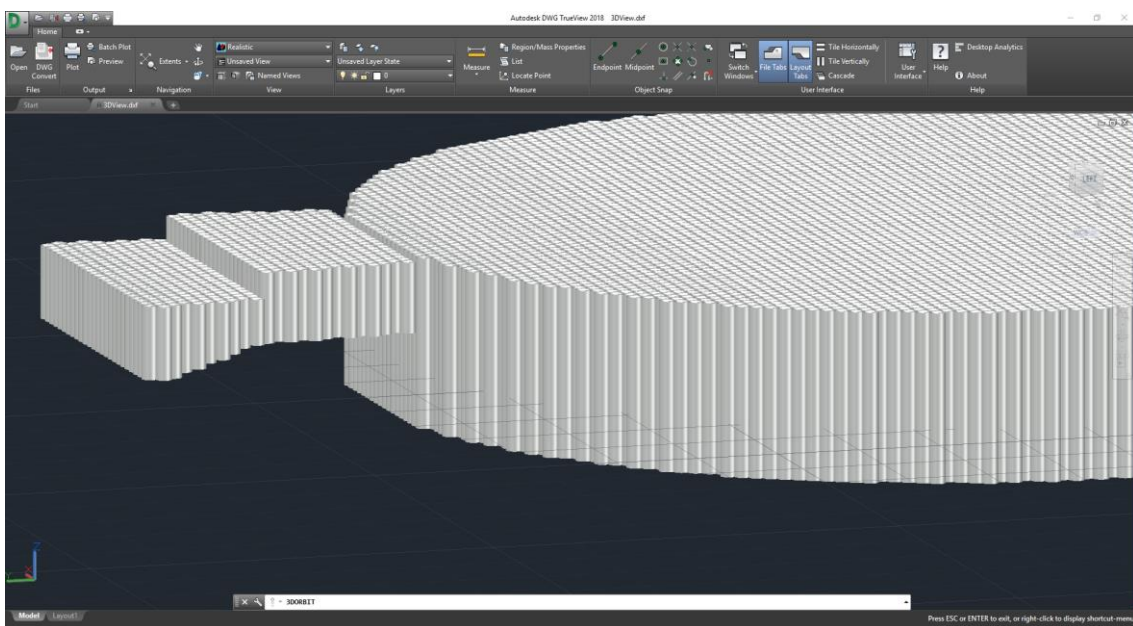 Autodesk DWG TrueView 2018 3DView.dxf
Home
Open
DWG Convert
Files
Plot
Batch Plot
Preview
Output
Extents
Navigation
Realistic
Unsaved View
Named Views
View
Unsaved Layer State
0
Layers
Measure
Region/Mass Properties
List
Locate Point
Measure
Endpoint
Midpoint
Object Snap
Switch Windows
File Tabs
Layout Tabs
Tile Horizontally
Tile Vertically
Cascade
User Interface
User Interface
Help
Desktop Analytics
About
Help
Start
3DView.dxf
LEFT
Z
X
Y
3DORBIT
Model
Layout1
Press ESC or ENTER to exit, or right-click to display shortcut-menu